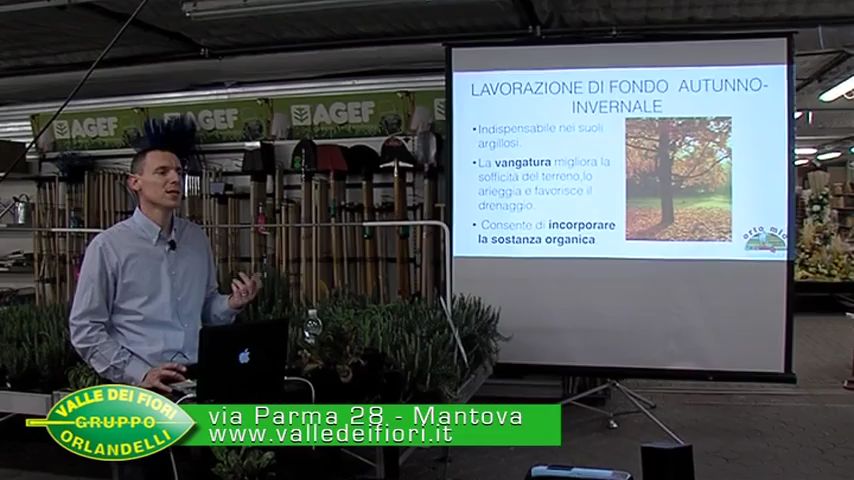 AGEF AGEF AGEF
LAVORAZIONE DI FONDO AUTUNNO-
INVERNALE
•Indispensabile nei suoli
argillosi.
•La vangatura migliora la
sofficità del terreno,lo
arieggia e favorisce il
drenaggio.
• Consente di incorporare
la sostanza organica
orto mio
VALLE DEI FIORI
GRUPPO
ORLANDELLI
via Parma 28 - Mantova
www.valledeifiori.it